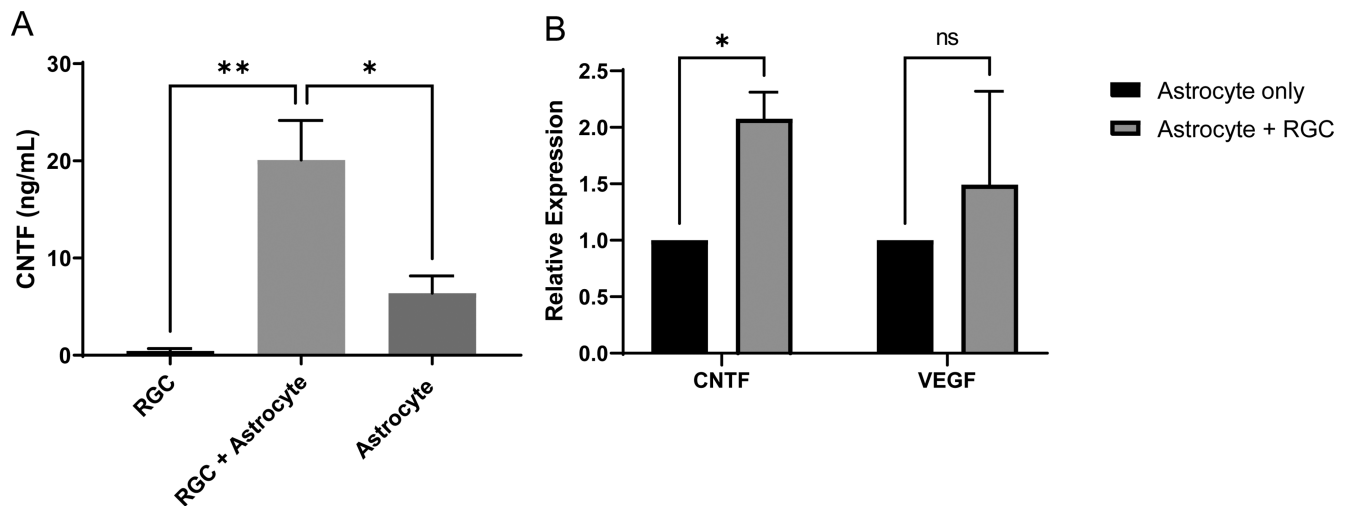 A
CNTF (ng/mL)
30
20
10
0
**
*
RGC
RGC + Astrocyte
Astrocyte
B
Relative Expression
2.5
2.0
1.5
1.0
0.5
0.0
*
ns
CNTF
VEGF
Astrocyte only
Astrocyte + RGC